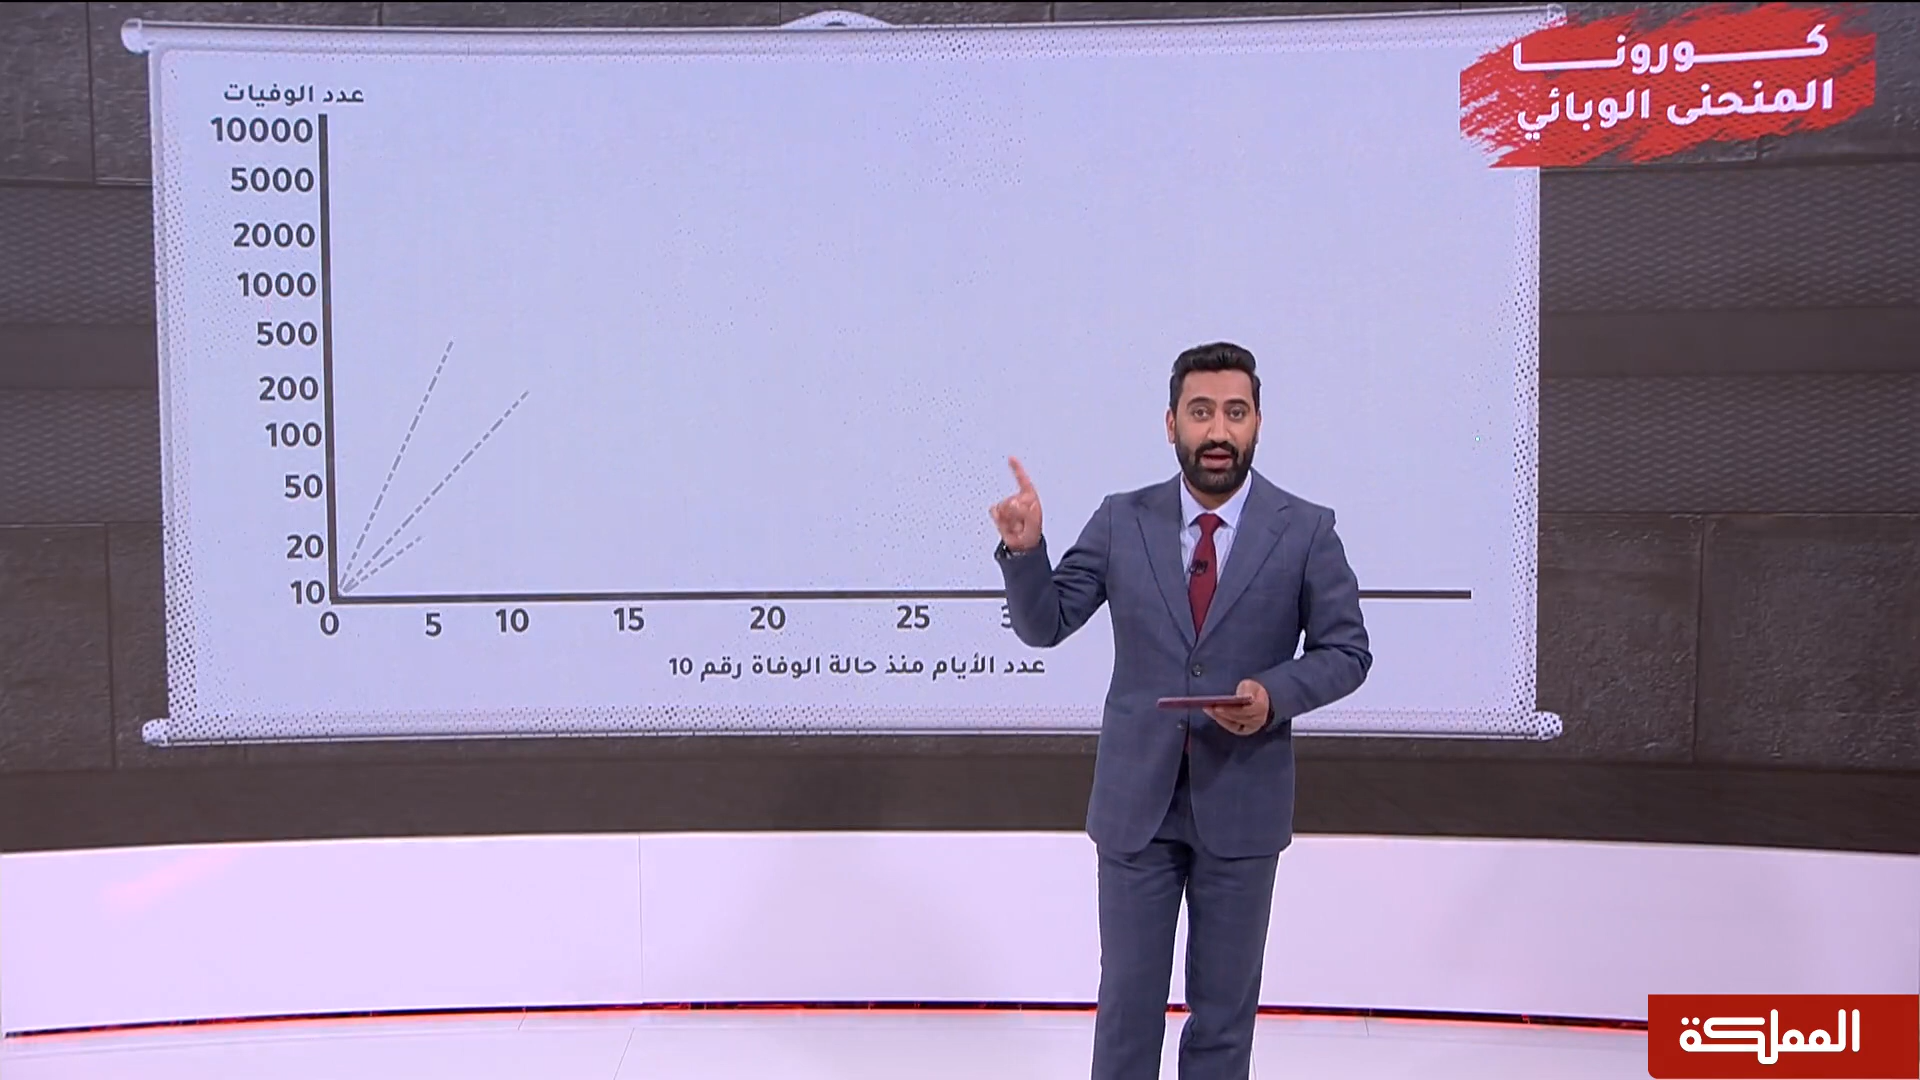 كورونا
المنحنى الوبائي
عدد الوفيات
10000
5000
2000
1000
500
200
100
50
20
10
0 5 10 15 20 25
عدد الأيام منذ حالة الوفاة رقم 10
المملكة